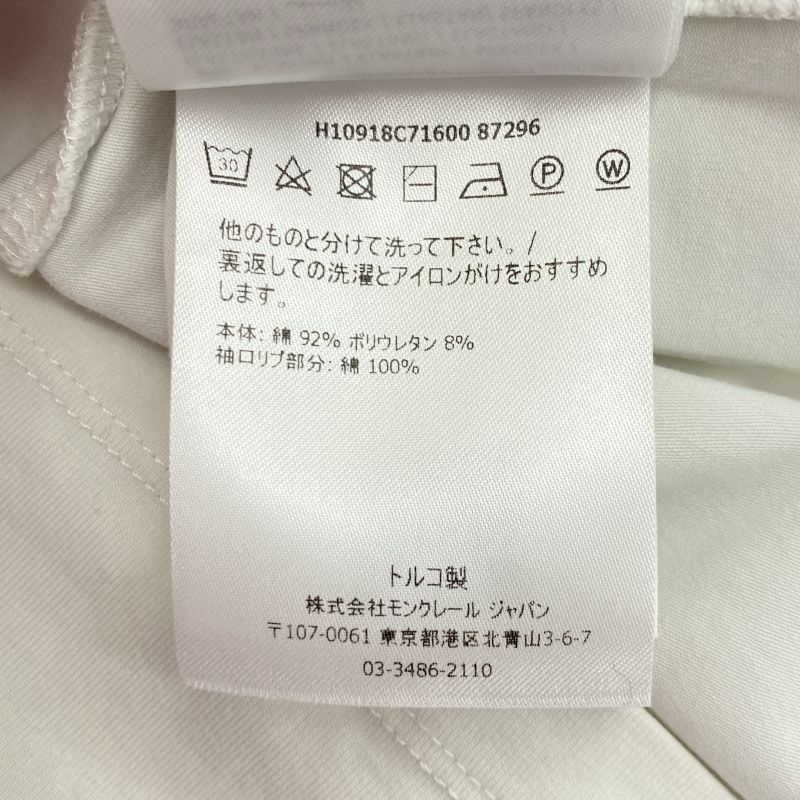 H10918C71600 87296
30
P
W
他のものと分けて洗って下さい。/
裏返しての洗濯とアイロンがけをおすすめ
します。
本体: 綿 92% ポリウレタン 8%
袖口リブ部分: 綿 100%
トルコ製
株式会社モンクレール ジャパン
〒107-0061 東京都港区北青山3-6-7
03-3486-2110